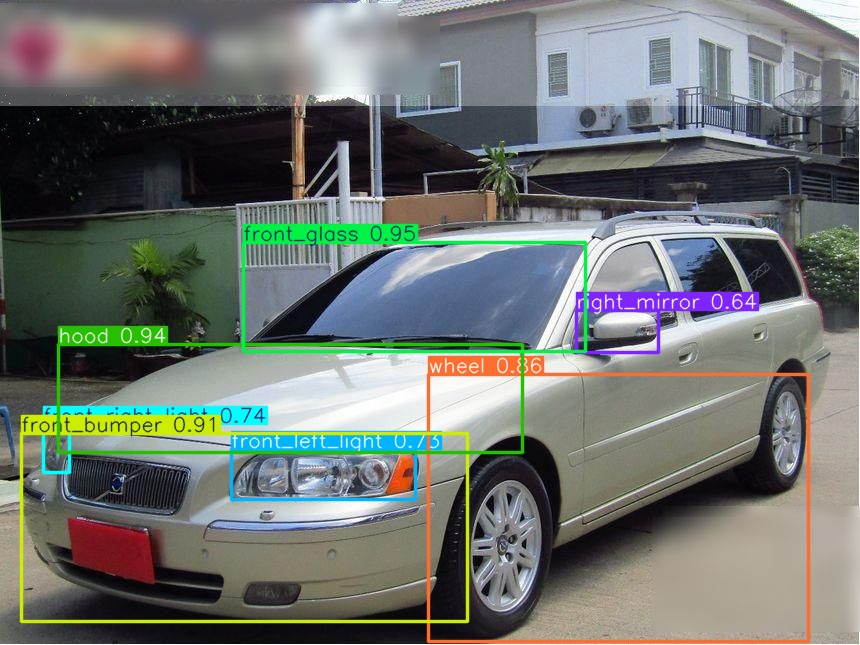 front_glass 0.95
right_mirror 0.64
hood 0.94
wheel 0.86
front_right_light 0.74
front_bumper 0.91
front_left_light 0.73